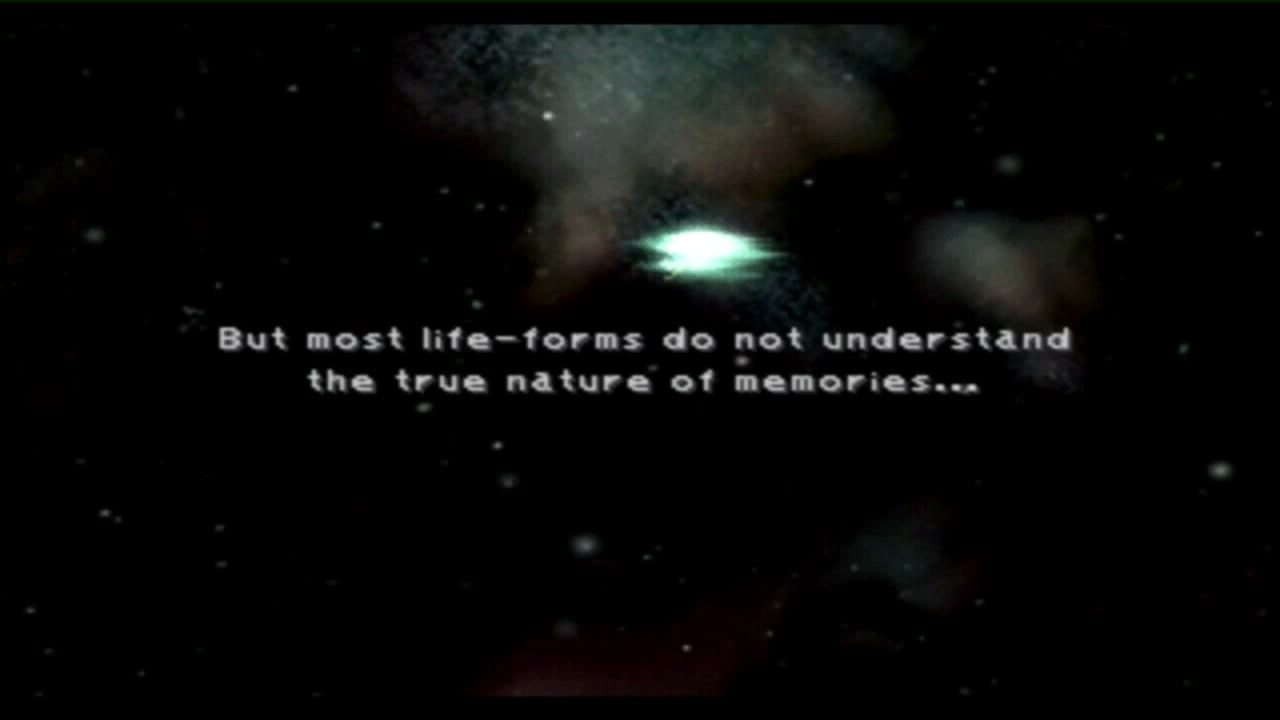 But most life-forms do not understand
the true nature of memories...